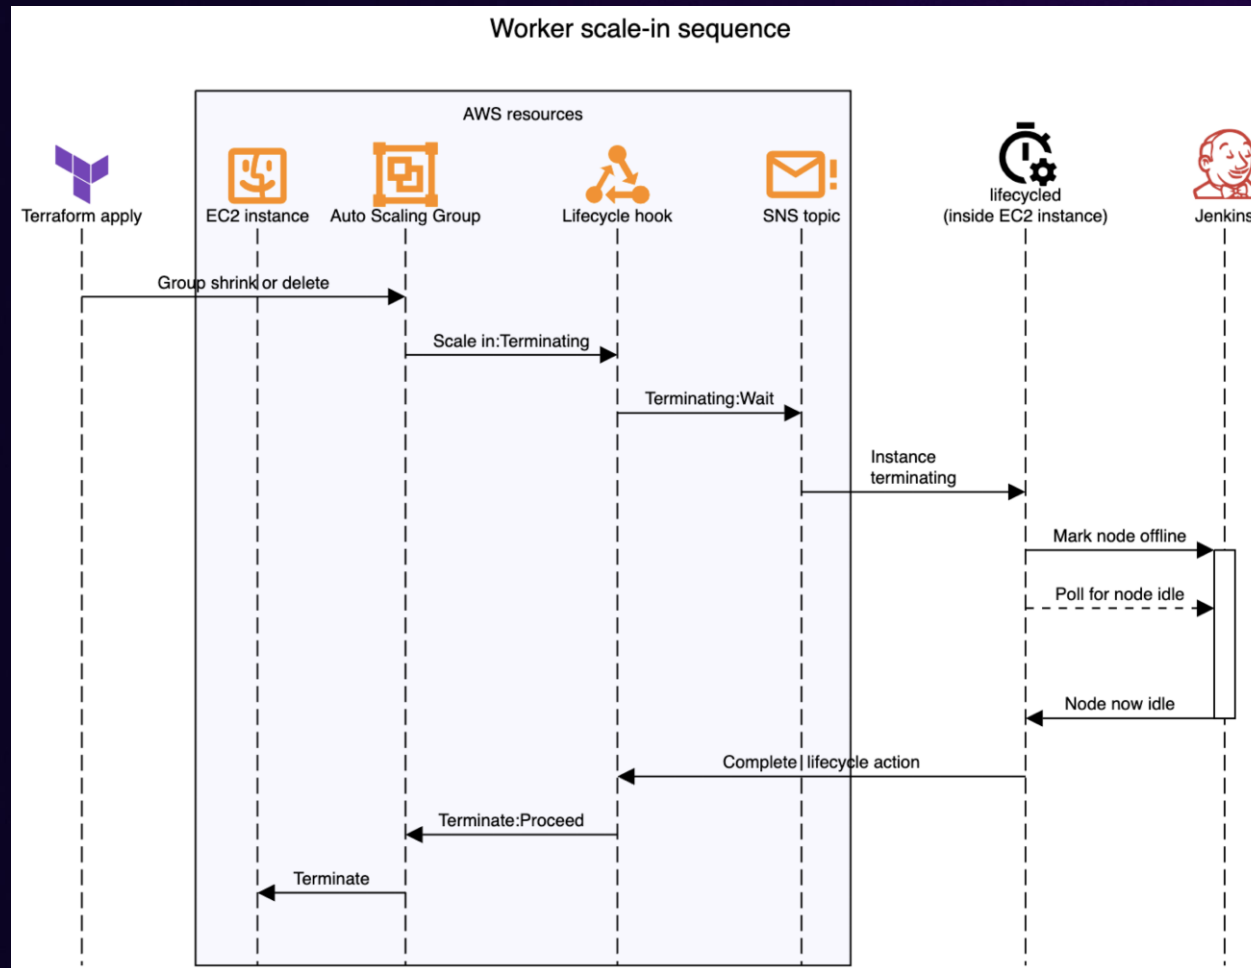 Worker scale-in sequence
AWS resources
Terraform apply
EC2 instance
Auto Scaling Group
Lifecycle hook
SNS topic
lifecycled
(inside EC2 instance)
Jenkins
Group shrink or delete
Scale in:Terminating
Terminating:Wait
Instance
terminating
Mark node offline
Poll for node idle
Node now idle
Complete lifecycle action
Terminate:Proceed
Terminate